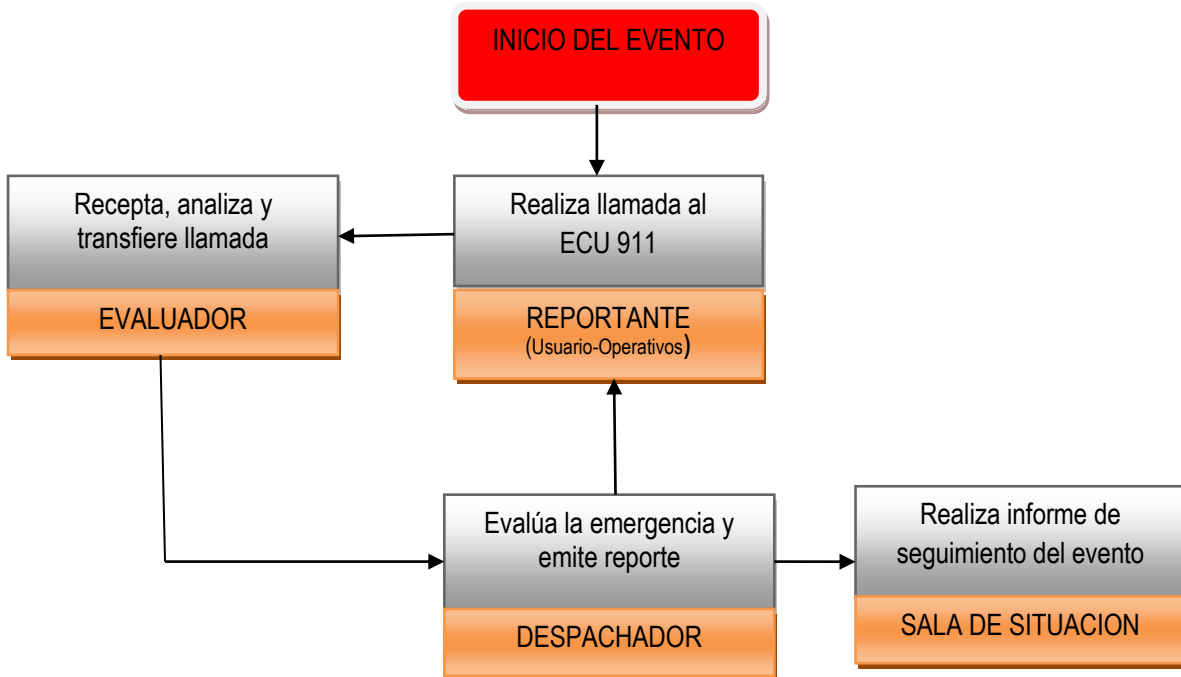 INICIO DEL EVENTO
Recepta, analiza y
transfiere llamada
EVALUADOR
Realiza llamada al
ECU 911
REPORTANTE
(Usuario-Operativos)
Evalúa la emergencia y
emite reporte
DESPACHADOR
Realiza informe de
seguimiento del evento
SALA DE SITUACION